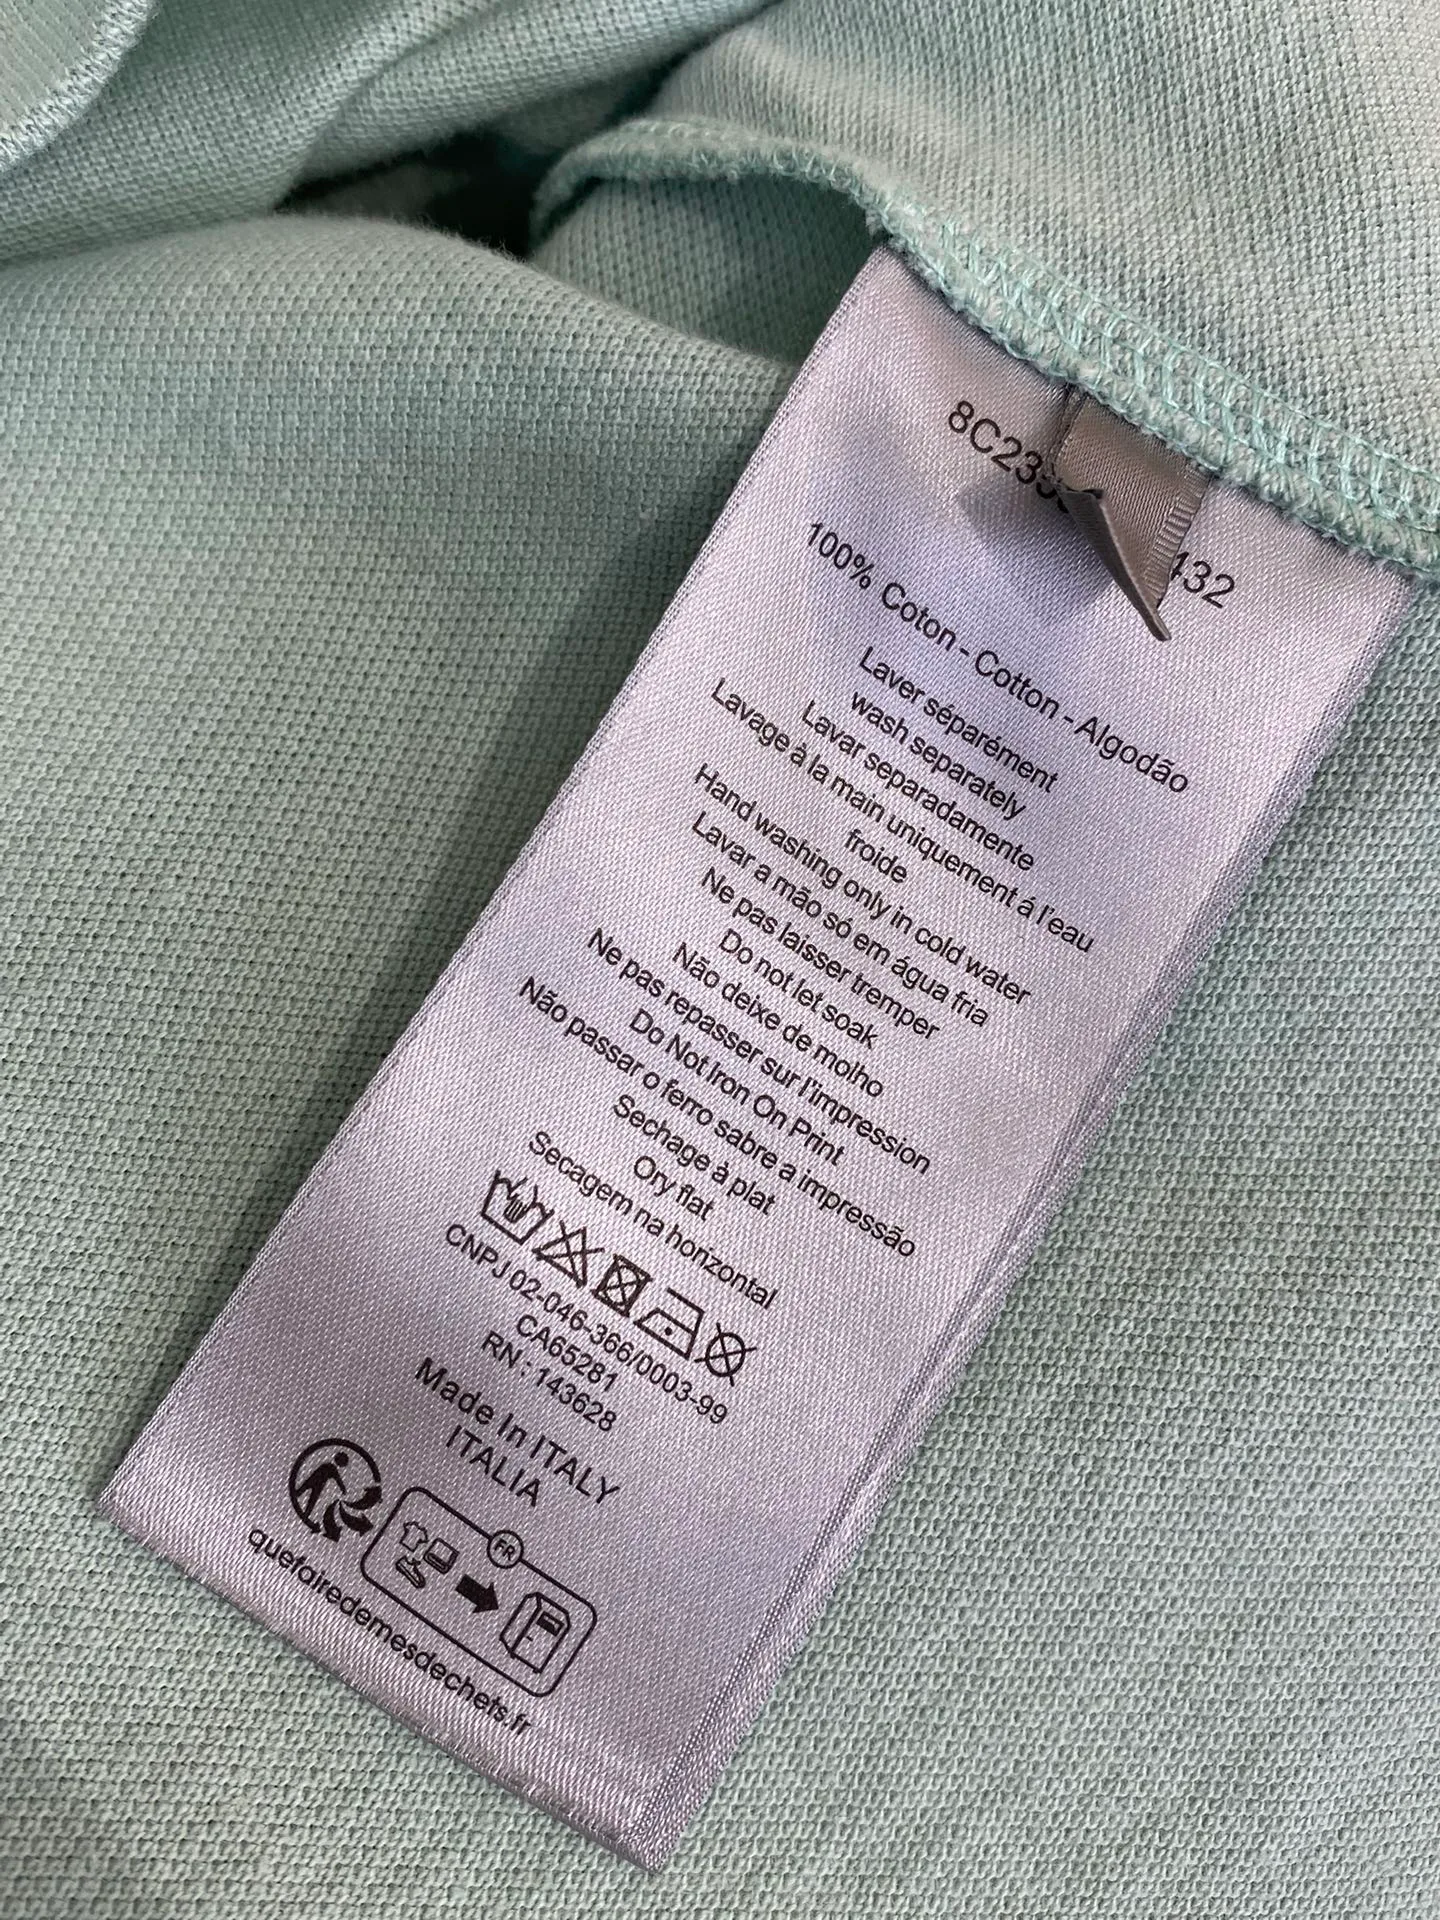 100% Coton - Cotton - Algodão
Laver séparément
wash separately
Lavar separadamente
Lavage à la main uniquement á l'eau
froide
Hand washing only in cold water
Lavar a mão só em água fria
Ne pas laisser tremper
Do not let soak
Não deixe de molho
Ne pas repasser sur l'impression
Do Not Iron On Print
Não passar o ferro sabre a impressão
Sechage à plat
Ory flat
Secagem na horizontal
CNPJ 02-046-366/0003-99
CA65281
RN : 143628
Made In ITALY
ITALIA
FR
quefairedemesdechets.fr